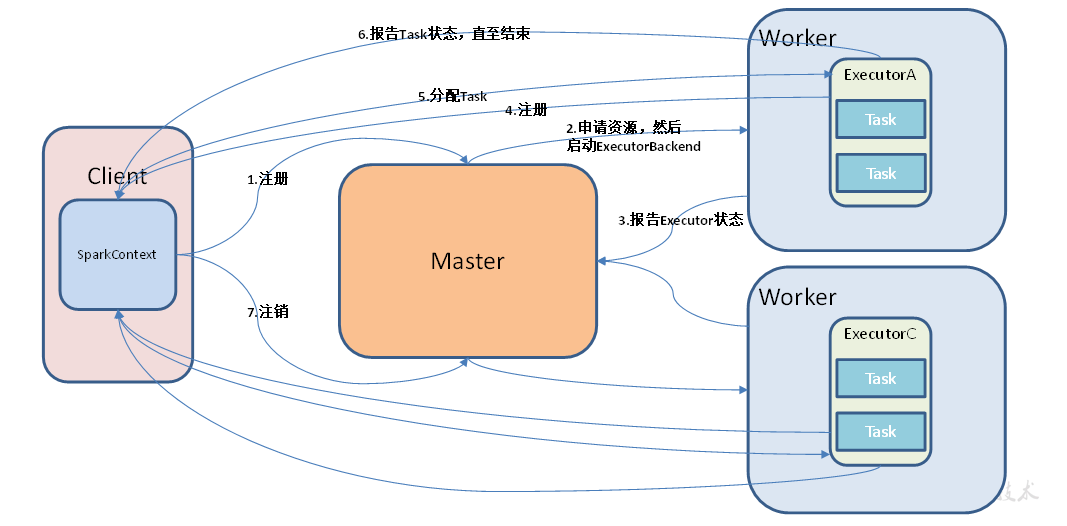 6.报告Task状态，直至结束
Worker
ExecutorA
5.分配Task
4.注册
Task
2.申请资源，然后
启动ExecutorBackend
Client
1.注册
Task
SparkContext
3.报告Executor状态
Master
Worker
7.注销
ExecutorC
Task
Task
技术